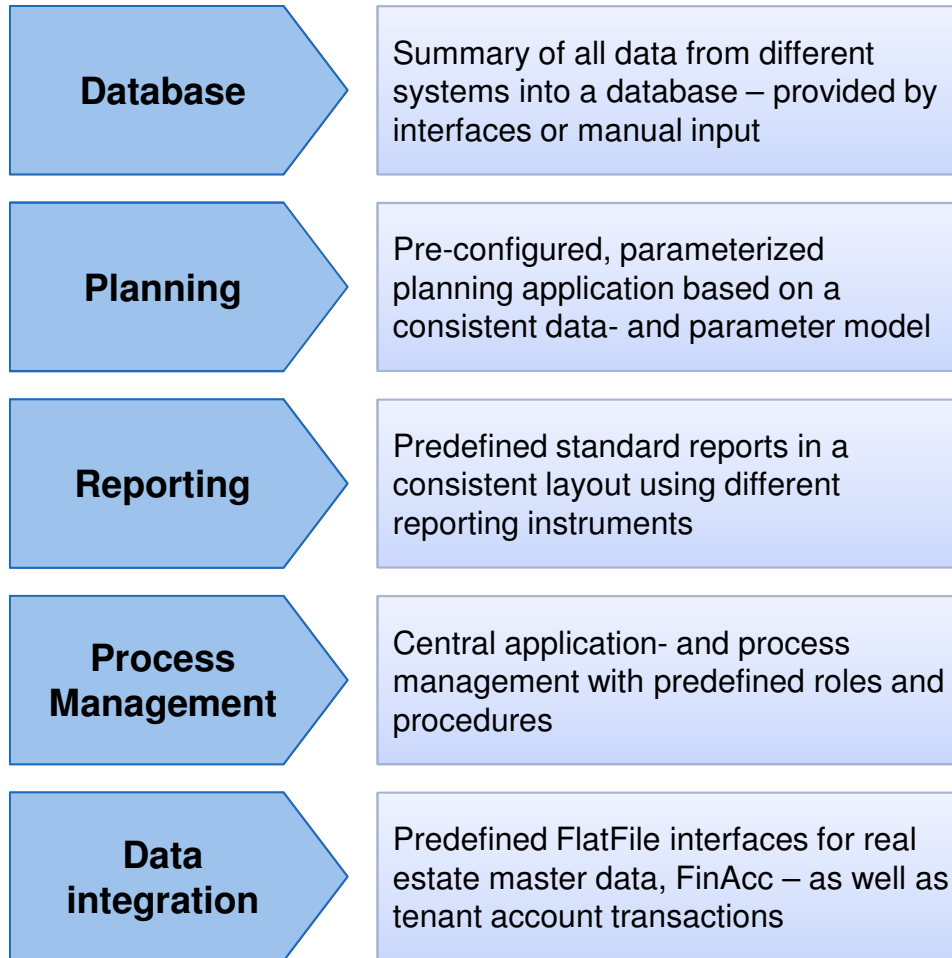 Database
Summary of all data from different
systems into a database – provided by
interfaces or manual input
Planning
Pre-configured, parameterized
planning application based on a
consistent data- and parameter model
Reporting
Predefined standard reports in a
consistent layout using different
reporting instruments
Process
Management
Central application- and process
management with predefined roles and
procedures
Data
integration
Predefined FlatFile interfaces for real
estate master data, FinAcc – as well as
tenant account transactions